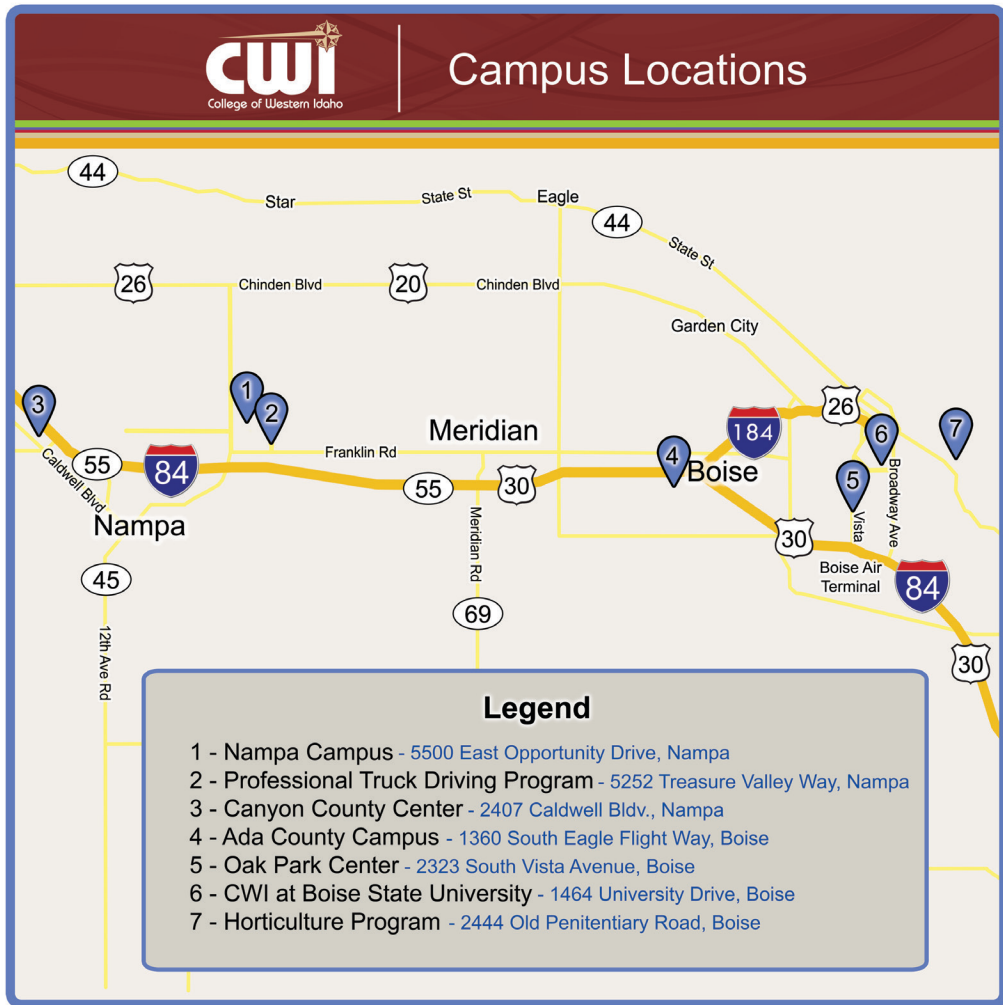 CWI
College of Western Idaho
Campus Locations
44
Star
State St
Eagle
44
State St
26
Chinden Blvd
20
Chinden Blvd
Garden City
1
2
3
26
184
6
7
Meridian
Franklin Rd
4
Boise
5
Broadway Ave
55
84
Caldwell Blvd
55
30
Nampa
Meridian Rd
Vista
30
Boise Air
Terminal
84
45
69
12th Ave Rd
30
Legend
1 - Nampa Campus - 5500 East Opportunity Drive, Nampa
2 - Professional Truck Driving Program - 5252 Treasure Valley Way, Nampa
3 - Canyon County Center - 2407 Caldwell Bldv., Nampa
4 - Ada County Campus - 1360 South Eagle Flight Way, Boise
5 - Oak Park Center - 2323 South Vista Avenue, Boise
6 - CWI at Boise State University - 1464 University Drive, Boise
7 - Horticulture Program - 2444 Old Penitentiary Road, Boise